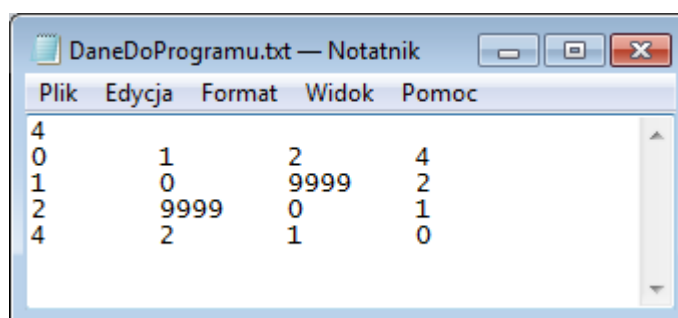 DaneDoProgramu.txt — Notatnik
Plik Edycja Format Widok Pomoc
4
0 1 2 4
1 0 9999 2
2 9999 0 1
4 2 1 0